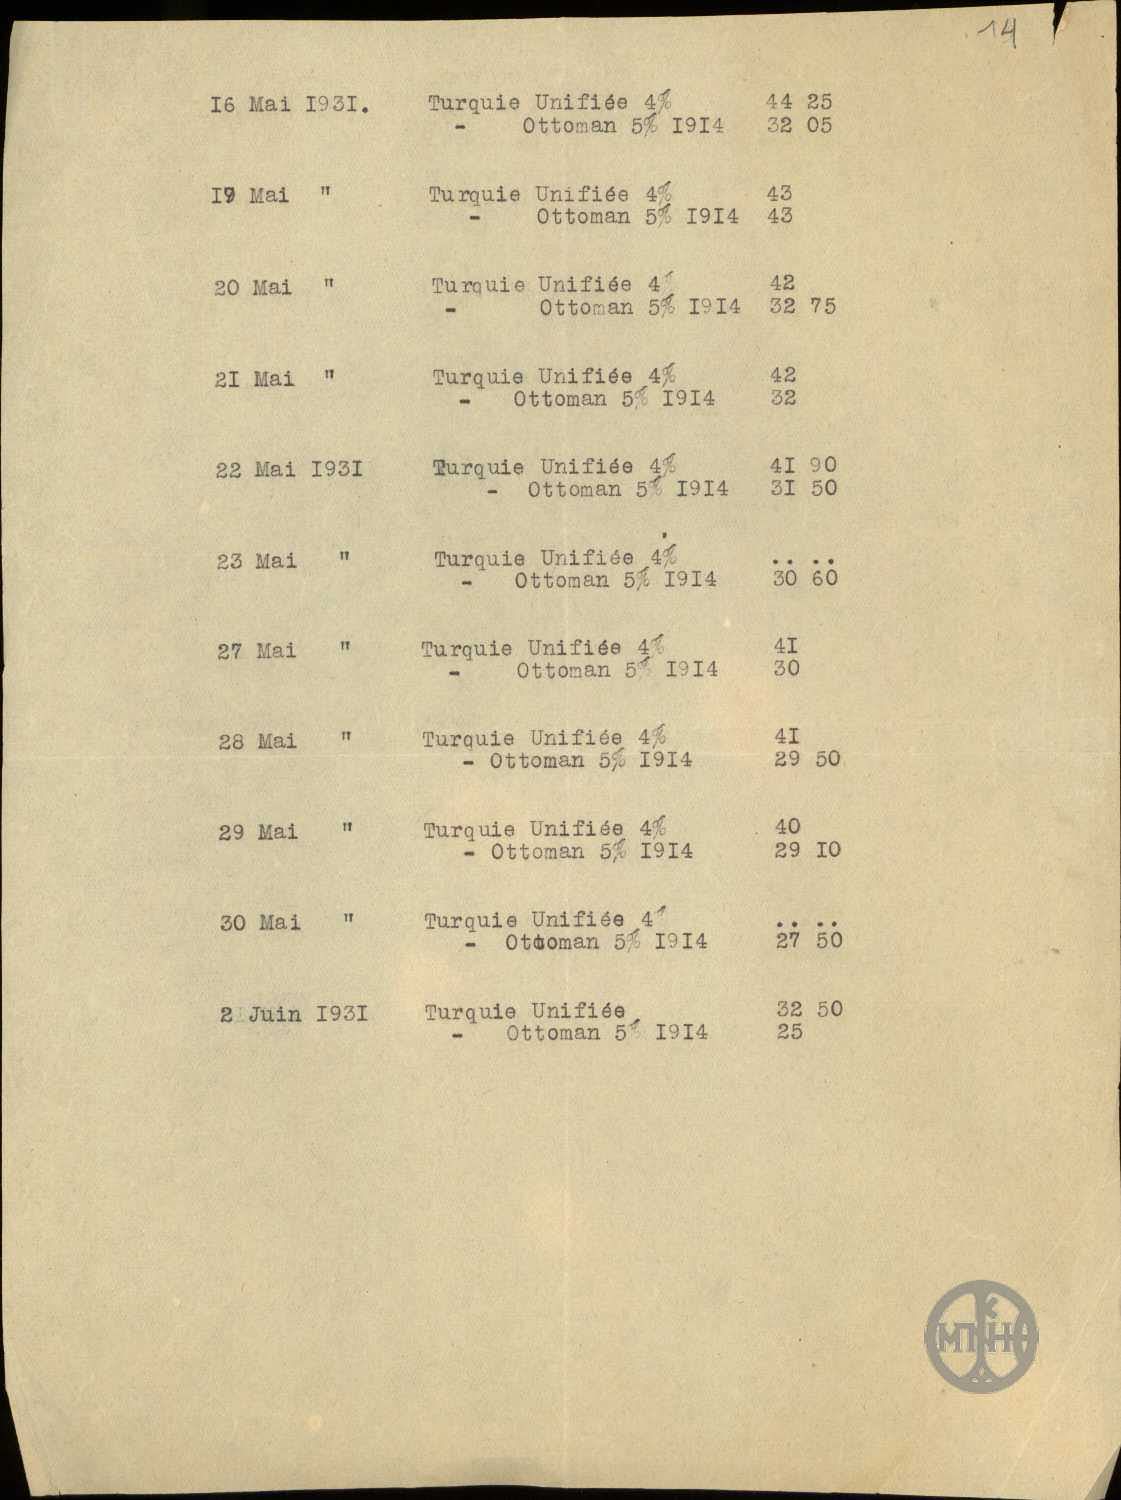 14
I6 Mai I93I. Turquie Unifiée 4% 44 25
- Ottoman 5% I9I4 32 05
I9 Mai " Turquie Unifiée 4% 43
- Ottoman 5% I9I4 43
20 Mai " Turquie Unifiée 4% 42
- Ottoman 5% I9I4 32 75
2I Mai " Turquie Unifiée 4% 42
- Ottoman 5% I9I4 32
22 Mai I93I Turquie Unifiée 4% 4I 90
- Ottoman 5% I9I4 3I 50
23 Mai " Turquie Unifiée 4% .. ..
- Ottoman 5% I9I4 30 60
27 Mai " Turquie Unifiée 4% 4I
- Ottoman 5% I9I4 30
28 Mai " Turquie Unifiée 4% 4I
- Ottoman 5% I9I4 29 50
29 Mai " Turquie Unifiée 4% 40
- Ottoman 5% I9I4 29 I0
30 Mai " Turquie Unifiée 4% .. ..
- Ottoman 5% I9I4 27 50
2 Juin I93I Turquie Unifiée 32 50
- Ottoman 5% I9I4 25